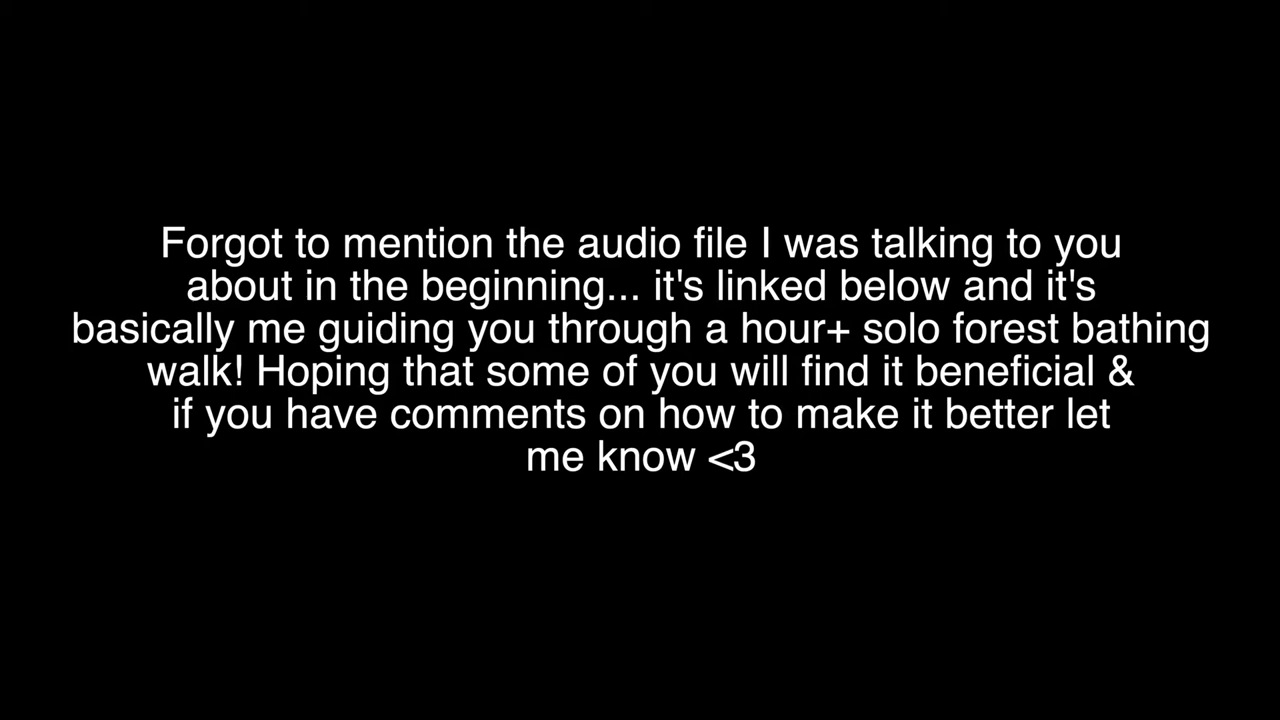 Forgot to mention the audio file I was talking to you
about in the beginning... it's linked below and it's
basically me guiding you through a hour+ solo forest bathing
walk! Hoping that some of you will find it beneficial &
if you have comments on how to make it better let
me know <3